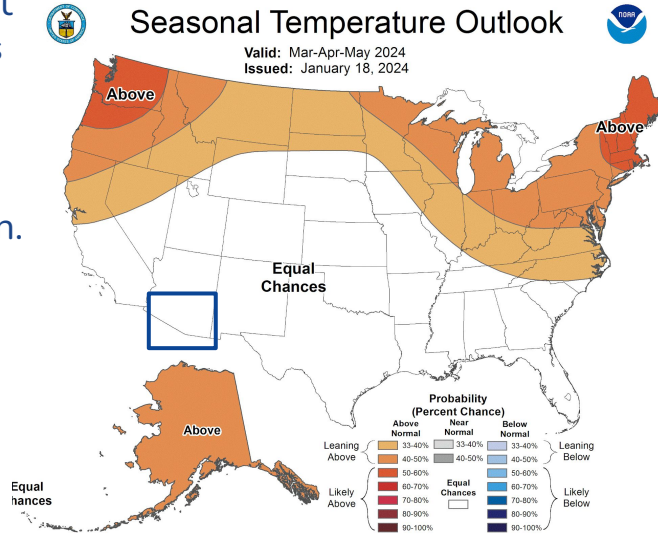 t
s
n.
Seasonal Temperature Outlook
NOAA
Valid: Mar-Apr-May 2024
Issued: January 18, 2024
Above
Above
Equal
Chances
Above
Equal
hances
Probability
(Percent Chance)
Above Normal
Near Normal
Below Normal
Leaning Above
33-40%
33-40%
33-40%
Leaning Below
40-50%
40-50%
40-50%
Likely Above
50-60%
50-60%
Likely Below
60-70%
60-70%
70-80%
Equal Chances
70-80%
80-90%
80-90%
90-100%
90-100%